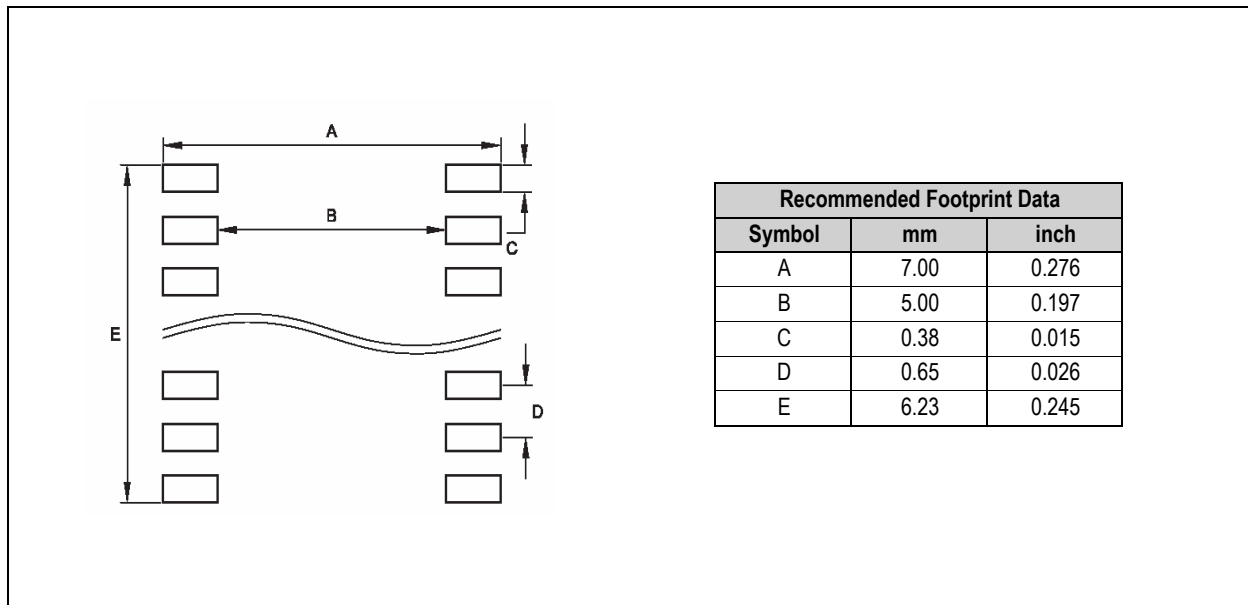 A
B
C
E
D
Recommended Footprint Data
Symbol mm inch
A 7.00 0.276
B 5.00 0.197
C 0.38 0.015
D 0.65 0.026
E 6.23 0.245